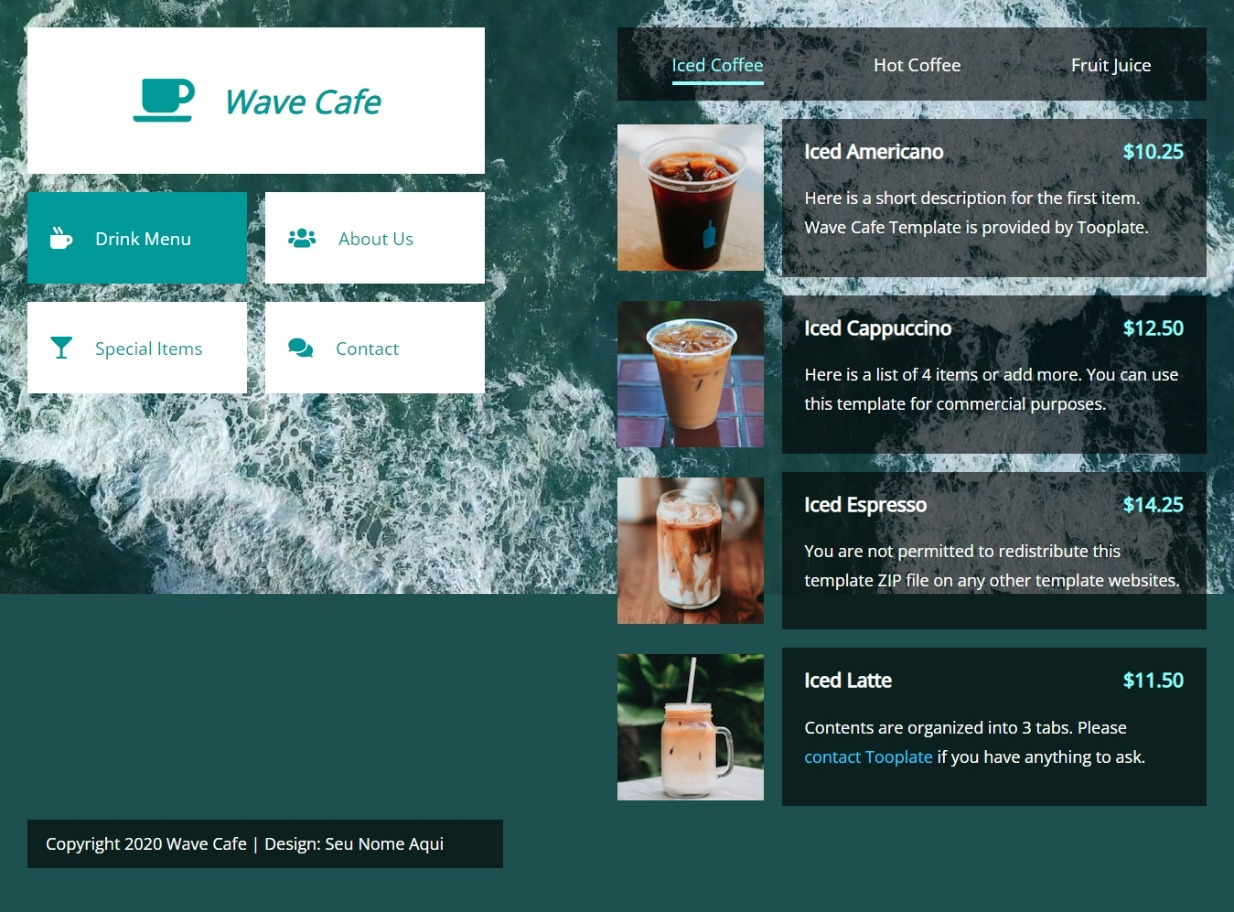 Wave Cafe
Drink Menu
About Us
Special Items
Contact
Iced Coffee
Hot Coffee
Fruit Juice
Iced Americano
$10.25
Here is a short description for the first item.
Wave Cafe Template is provided by Tooplate.
Iced Cappuccino
$12.50
Here is a list of 4 items or add more. You can use
this template for commercial purposes.
Iced Espresso
$14.25
You are not permitted to redistribute this
template ZIP file on any other template websites.
Iced Latte
$11.50
Contents are organized into 3 tabs. Please
contact Tooplate if you have anything to ask.
Copyright 2020 Wave Cafe | Design: Seu Nome Aqui